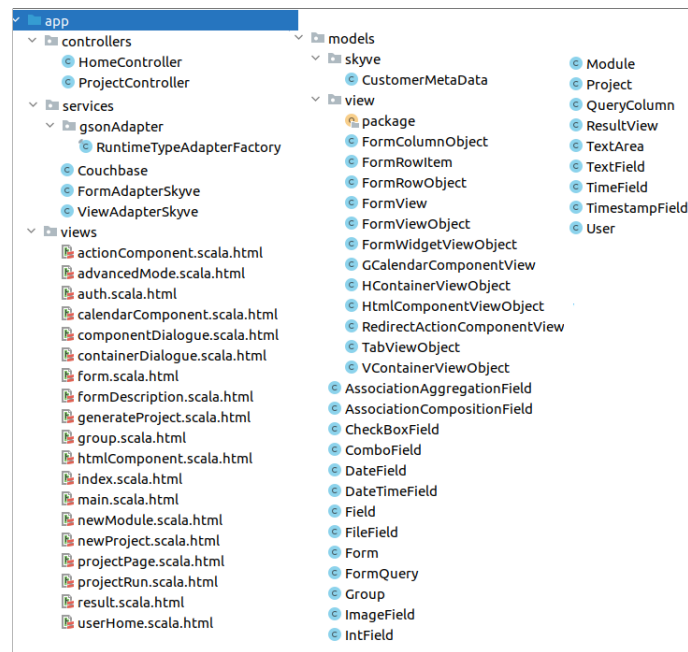 app
controllers
HomeController
ProjectController
services
gsonAdapter
RuntimeTypeAdapterFactory
Couchbase
FormAdapterSkyve
ViewAdapterSkyve
views
actionComponent.scala.html
advancedMode.scala.html
auth.scala.html
calendarComponent.scala.html
componentDialogue.scala.html
containerDialogue.scala.html
form.scala.html
formDescription.scala.html
generateProject.scala.html
group.scala.html
htmlComponent.scala.html
index.scala.html
main.scala.html
newModule.scala.html
newProject.scala.html
projectPage.scala.html
projectRun.scala.html
result.scala.html
userHome.scala.html
models
skyve
CustomerMetaData
view
package
FormColumnObject
FormRowItem
FormRowObject
FormView
FormViewObject
FormWidgetViewObject
GCalendarComponentView
HContainerViewObject
HtmlComponentViewObject
RedirectActionComponentView
TabViewObject
VContainerViewObject
AssociationAggregationField
AssociationCompositionField
CheckBoxField
ComboField
DateField
DateTimeField
Field
FileField
Form
FormQuery
Group
ImageField
IntField
Module
Project
QueryColumn
ResultView
TextArea
TextField
TimeField
TimestampField
User